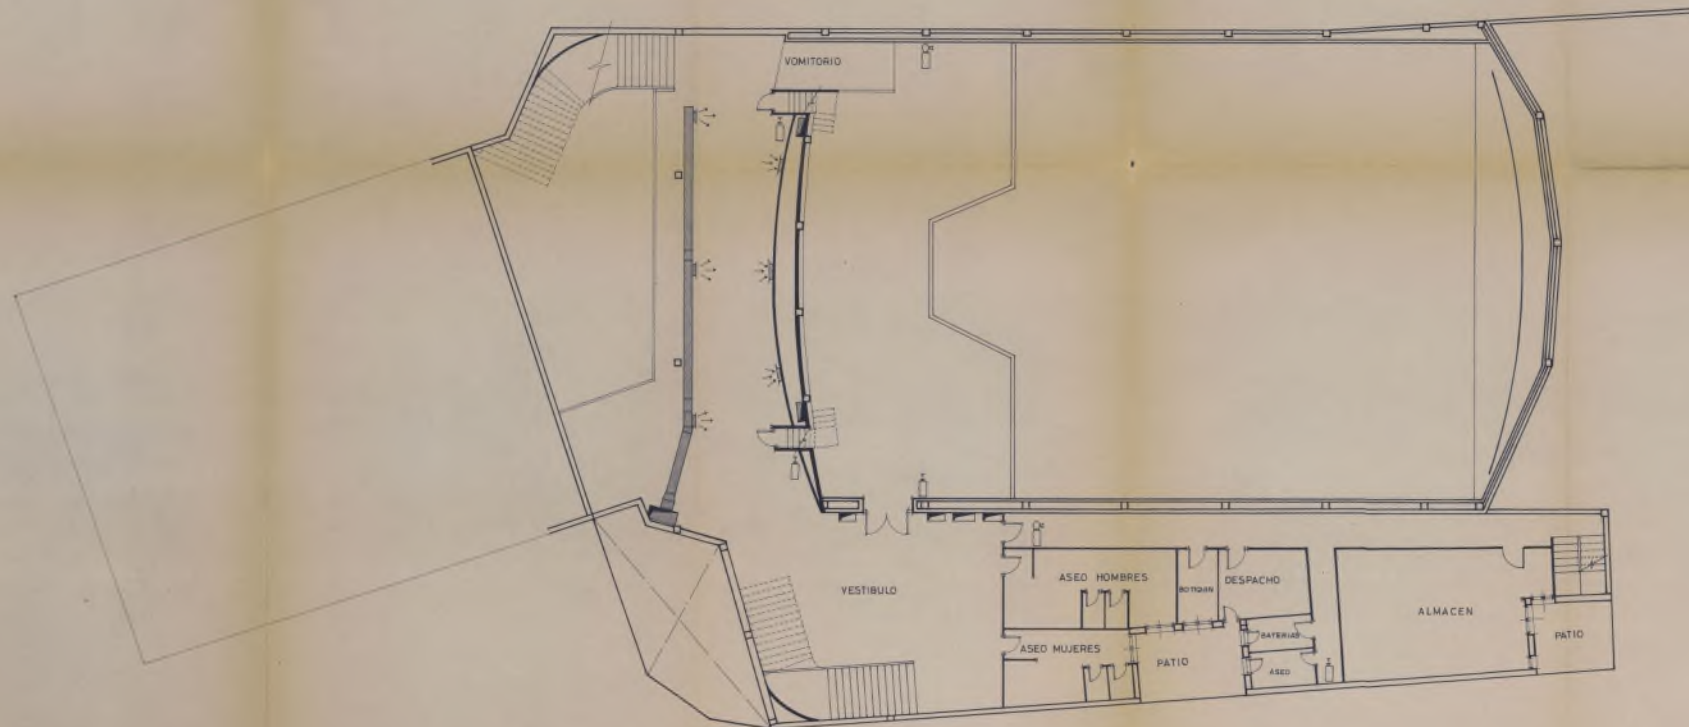 VOMITORIO
VESTIBULO
ASEO HOMBRES
BOTIQUIN
DESPACHO
ALMACEN
BATERIAS
ASEO MUJERES
PATIO
ASEO
PATIO